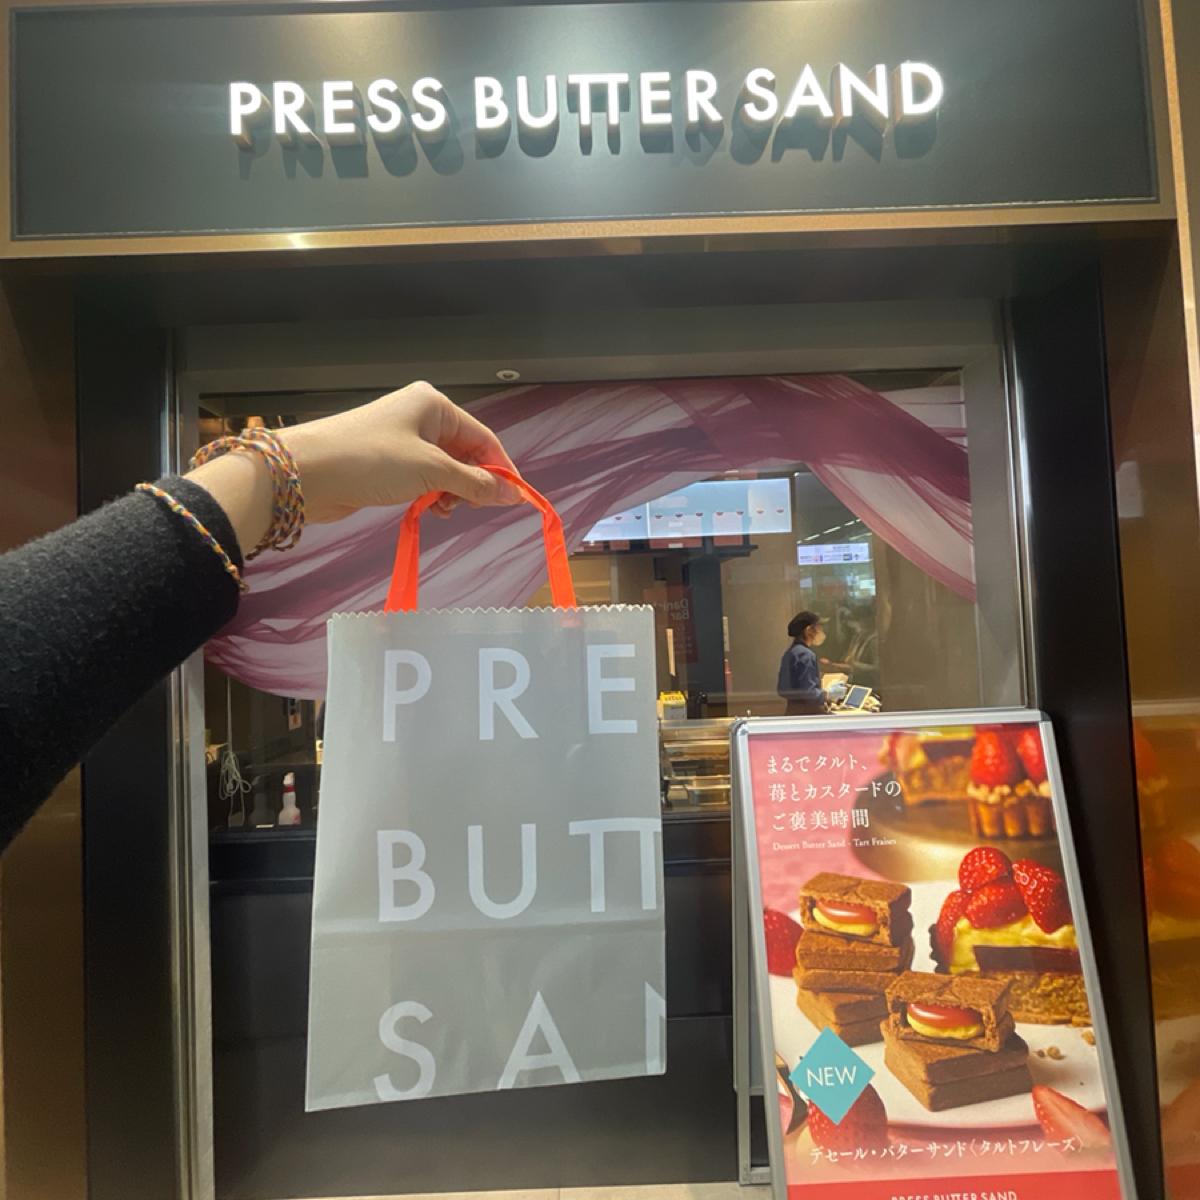 PRESS BUTTER SAND
PRE
BUTT
SAN
まるでタルト、
苺とカスタードの
ご褒美時間
Dessert Butter Sand - Tart Fraises
NEW
デセール・バターサンド〈タルトフレーズ〉
PRESS BUTTER SAND